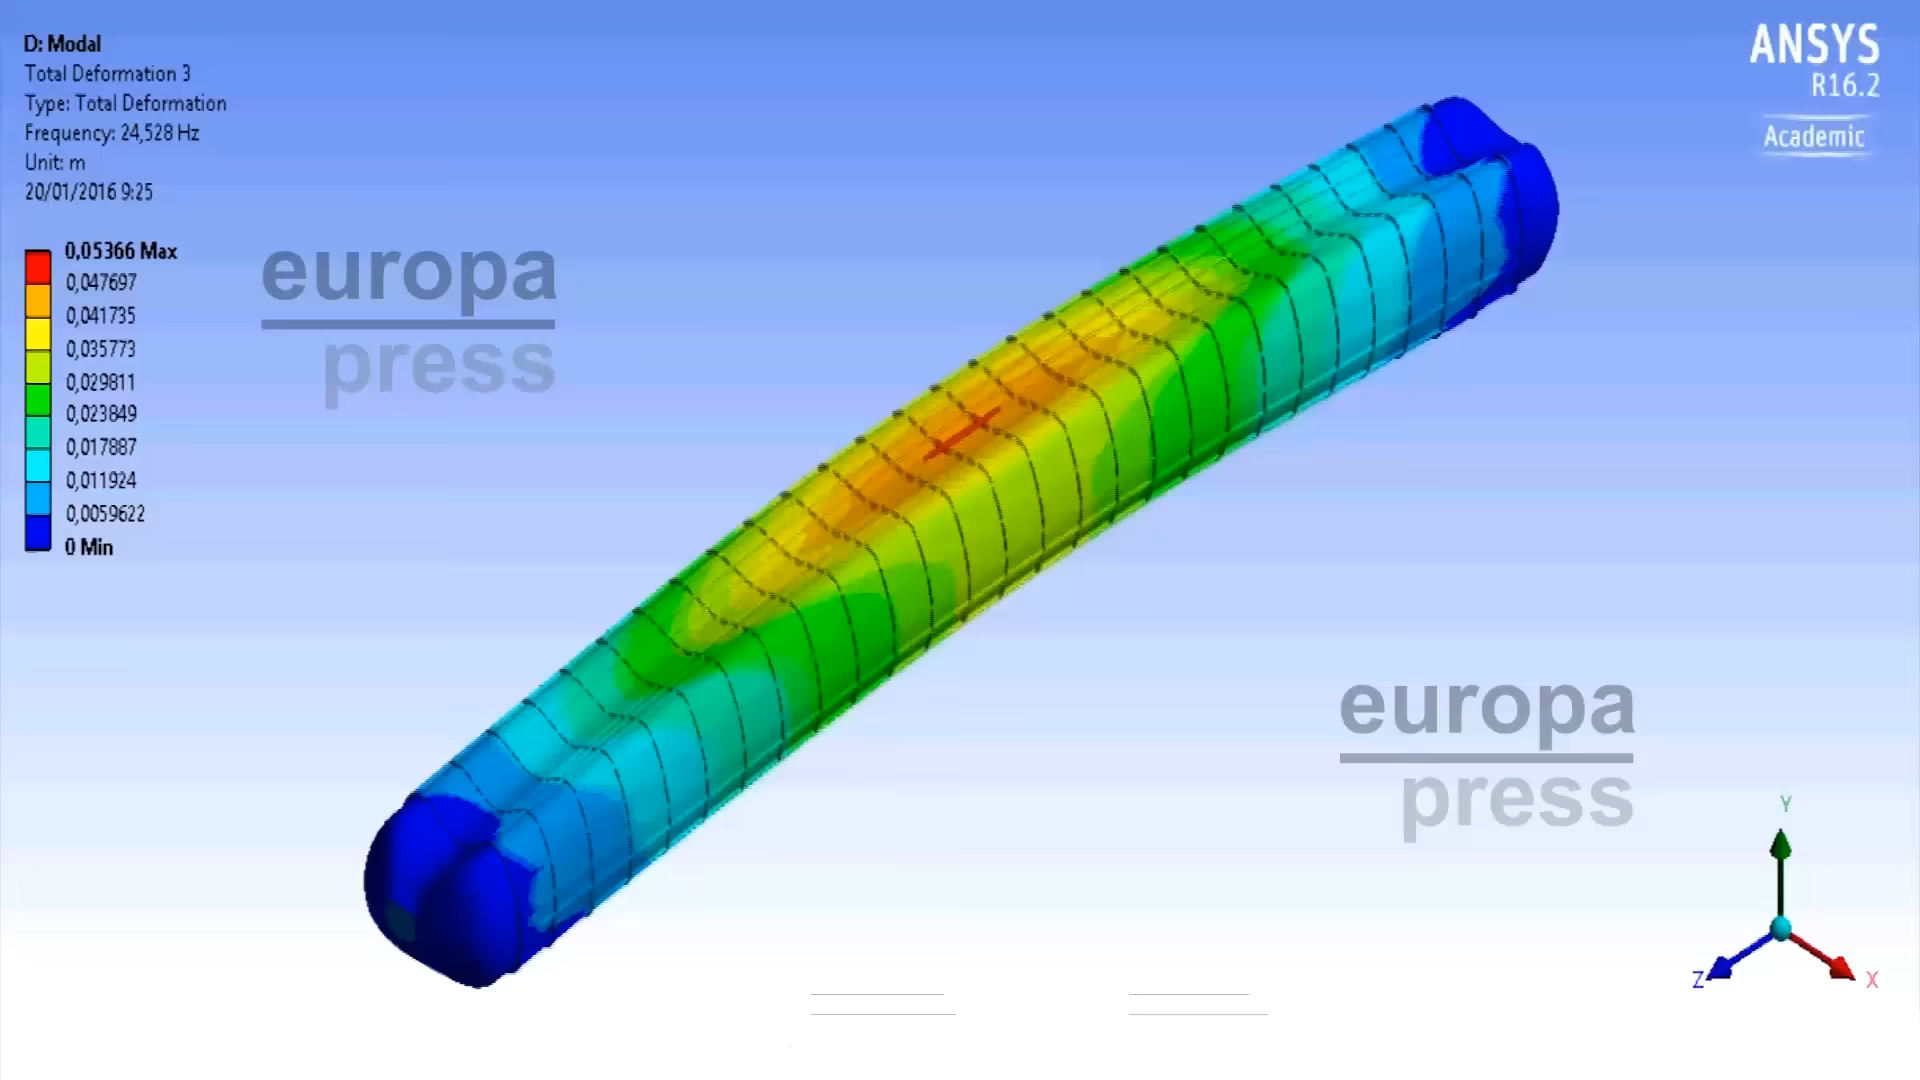 D: Modal
Total Deformation 3
Type: Total Deformation
Frequency: 24,528 Hz
Unit: m
20/01/2016 9:25
0,05366 Max
0,047697
0,041735
0,035773
0,029811
0,023849
0,017887
0,011924
0,0059622
0 Min
europa
press
ANSYS
R16.2
Academic
europa
press
Y
Z
X